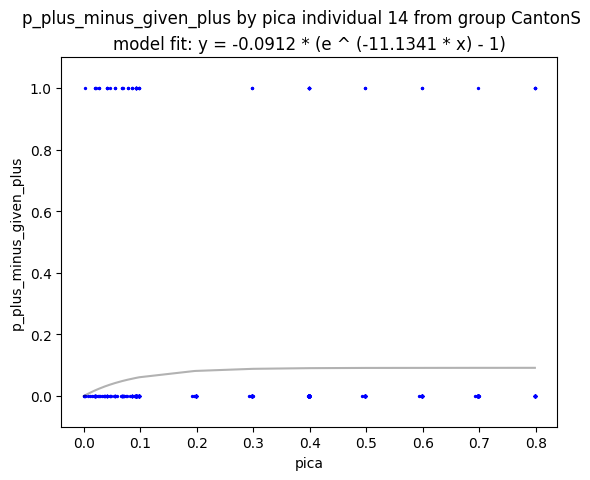 p_plus_minus_given_plus by pica individual 14 from group CantonS
model fit: y = -0.0912 * (e ^ (-11.1341 * x) - 1)
p_plus_minus_given_plus
1.0
0.8
0.6
0.4
0.2
0.0
0.0 0.1 0.2 0.3 0.4 0.5 0.6 0.7 0.8
pica